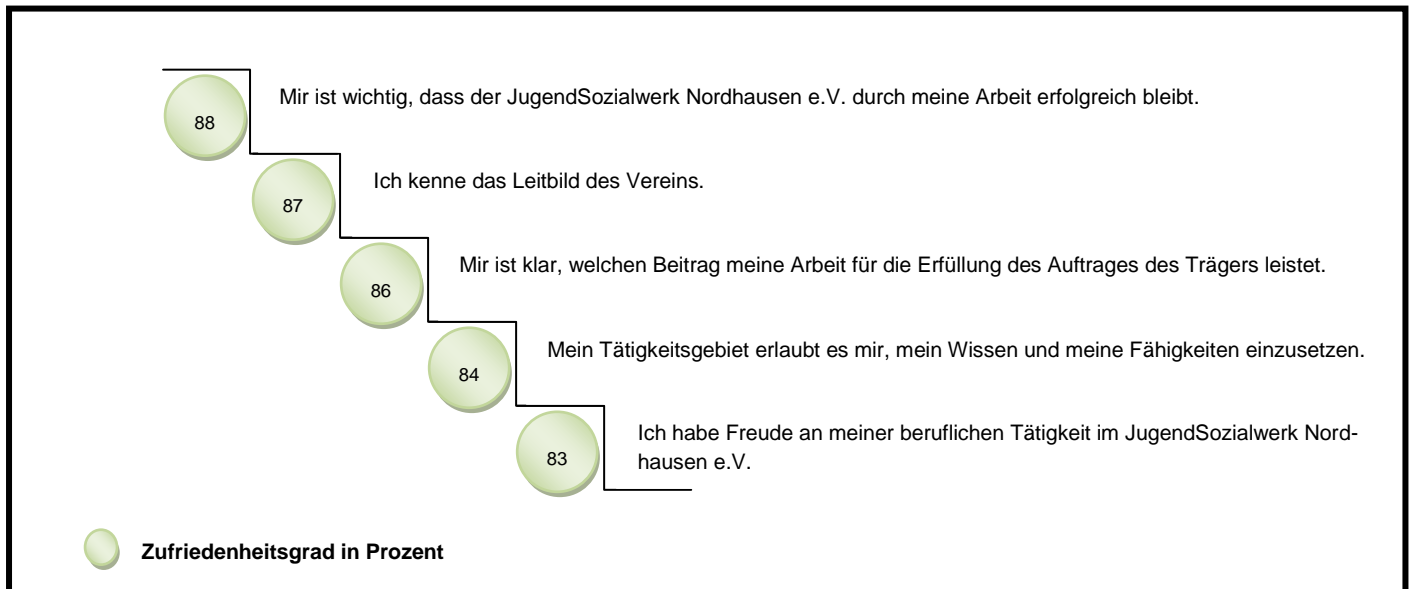 88
Mir ist wichtig, dass der JugendSozialwerk Nordhausen e.V. durch meine Arbeit erfolgreich bleibt.
87
Ich kenne das Leitbild des Vereins.
86
Mir ist klar, welchen Beitrag meine Arbeit für die Erfüllung des Auftrages des Trägers leistet.
84
Mein Tätigkeitsgebiet erlaubt es mir, mein Wissen und meine Fähigkeiten einzusetzen.
83
Ich habe Freude an meiner beruflichen Tätigkeit im JugendSozialwerk Nord-
hausen e.V.
Zufriedenheitsgrad in Prozent